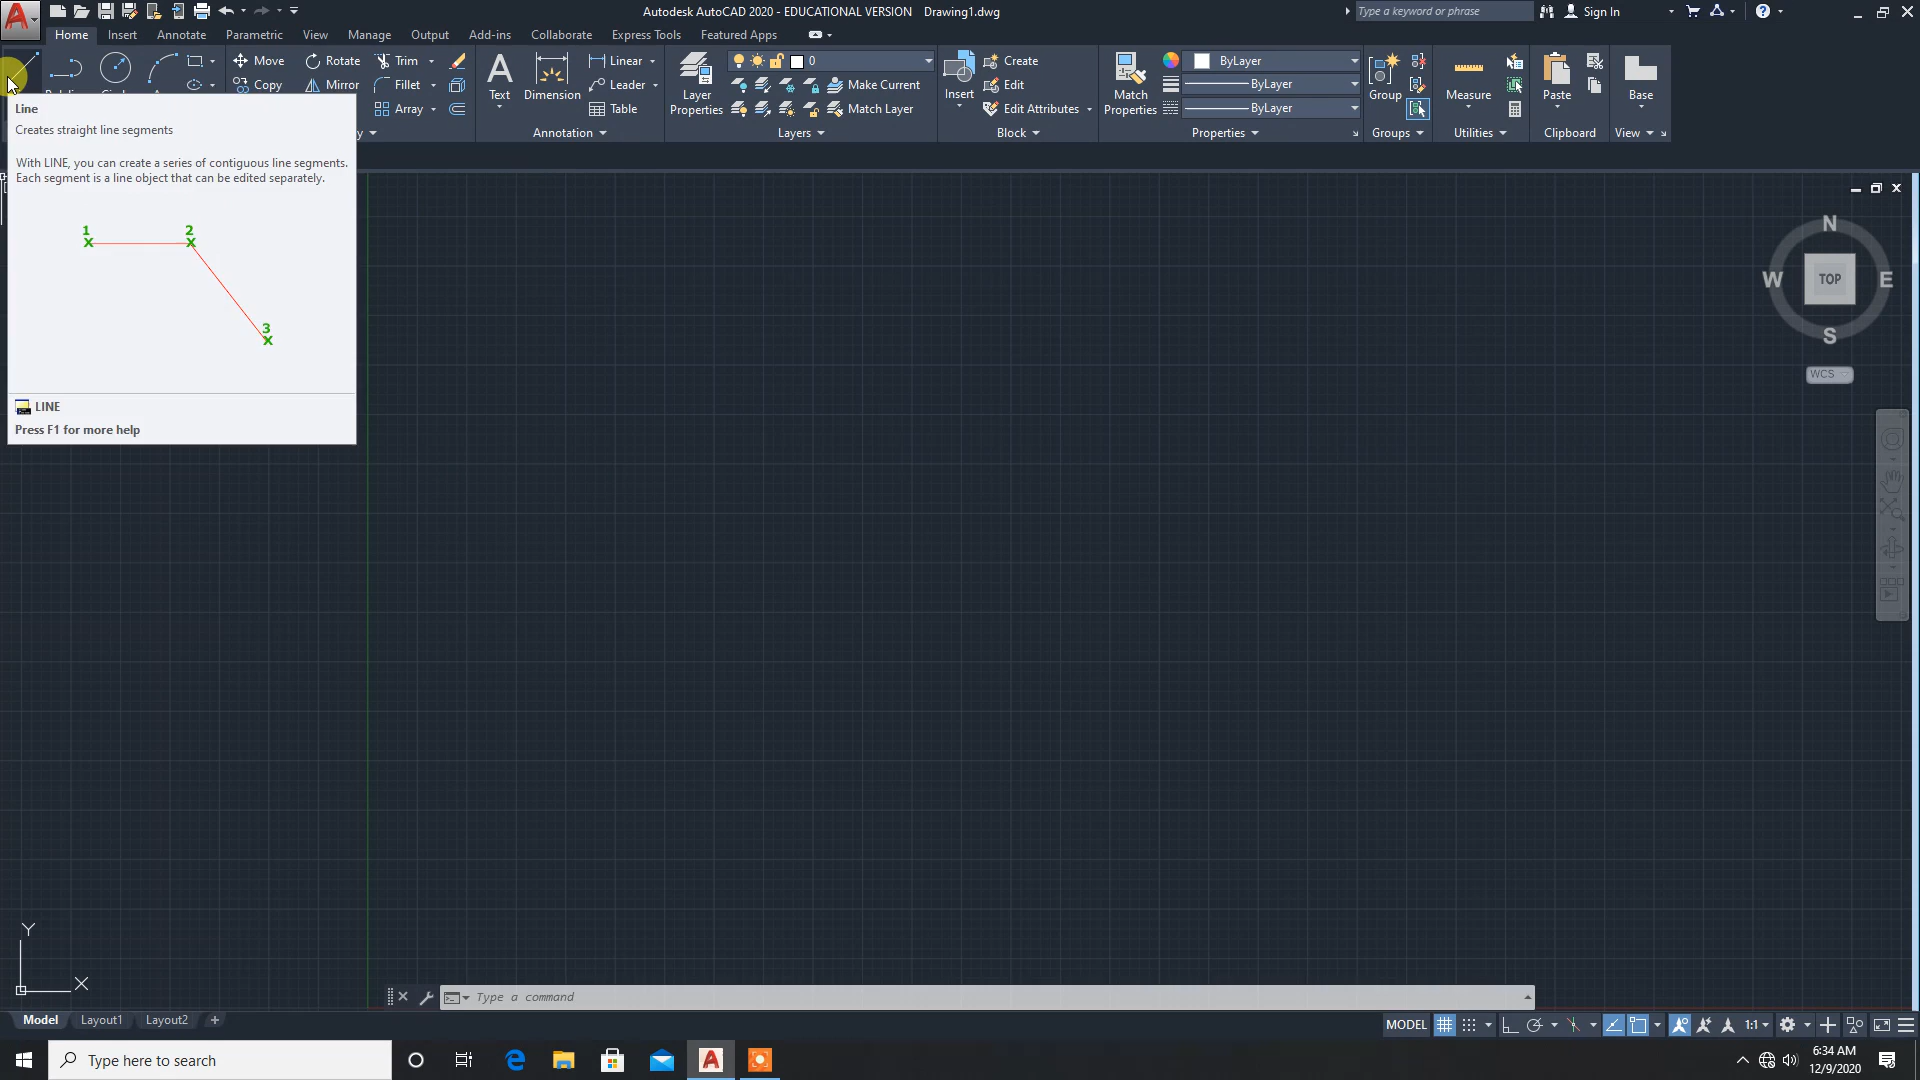 Autodesk AutoCAD 2020 - EDUCATIONAL VERSION Drawing1.dwg
Type a keyword or phrase
Sign In
Home Insert Annotate Parametric View Manage Output Add-ins Collaborate Express Tools Featured Apps
Move Rotate Trim
Copy Mirror Fillet
Array
Text
Dimension
Linear
Leader
Table
Annotation
Layer
Properties
0
Make Current
Match Layer
Layers
Insert
Create
Edit
Edit Attributes
Block
Match
Properties
ByLayer
ByLayer
ByLayer
Properties
Group
Groups
Measure
Utilities
Paste
Clipboard
Base
View
Line
Creates straight line segments
With LINE, you can create a series of contiguous line segments.
Each segment is a line object that can be edited separately.
1 2
3
LINE
Press F1 for more help
N
W TOP E
S
WCS
Y
X
Type a command
Model Layout1 Layout2
MODEL 1:1
Type here to search
6:34 AM
12/9/2020